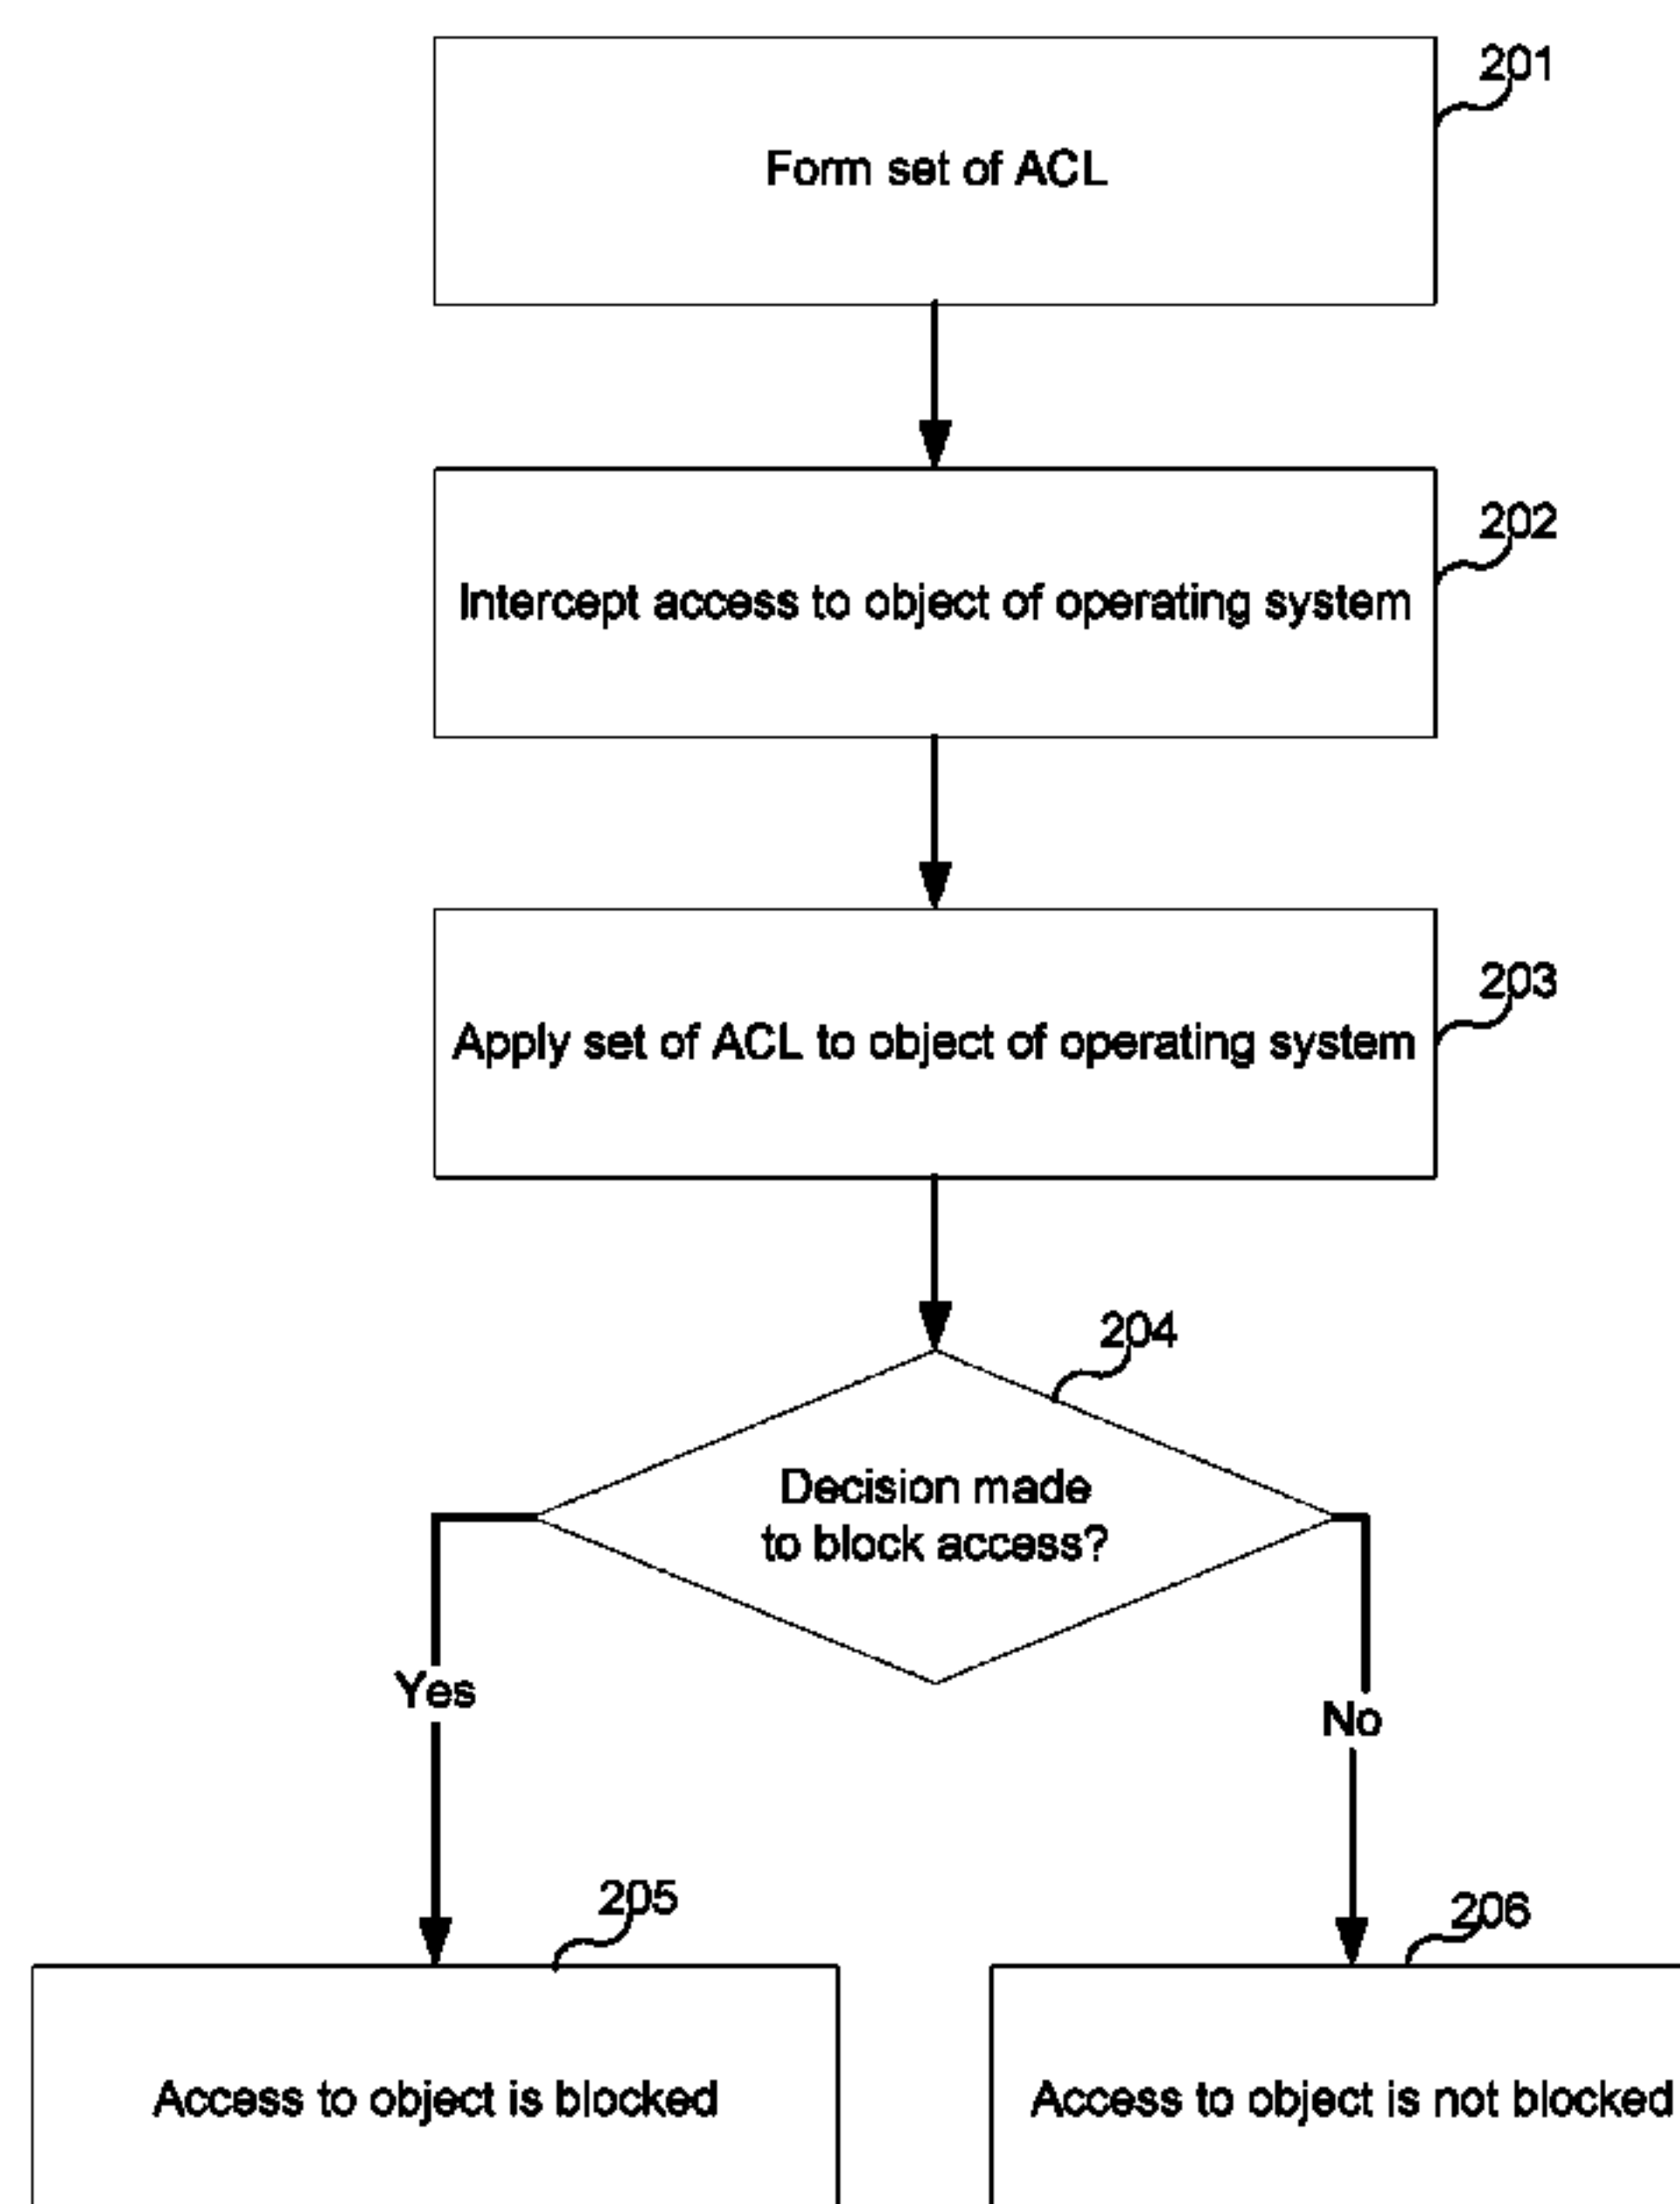 201
Form set of ACL
202
Intercept access to object of operating system
203
Apply set of ACL to object of operating system
204
Decision made
to block access?
Yes
No
205
206
Access to object is blocked
Access to object is not blocked